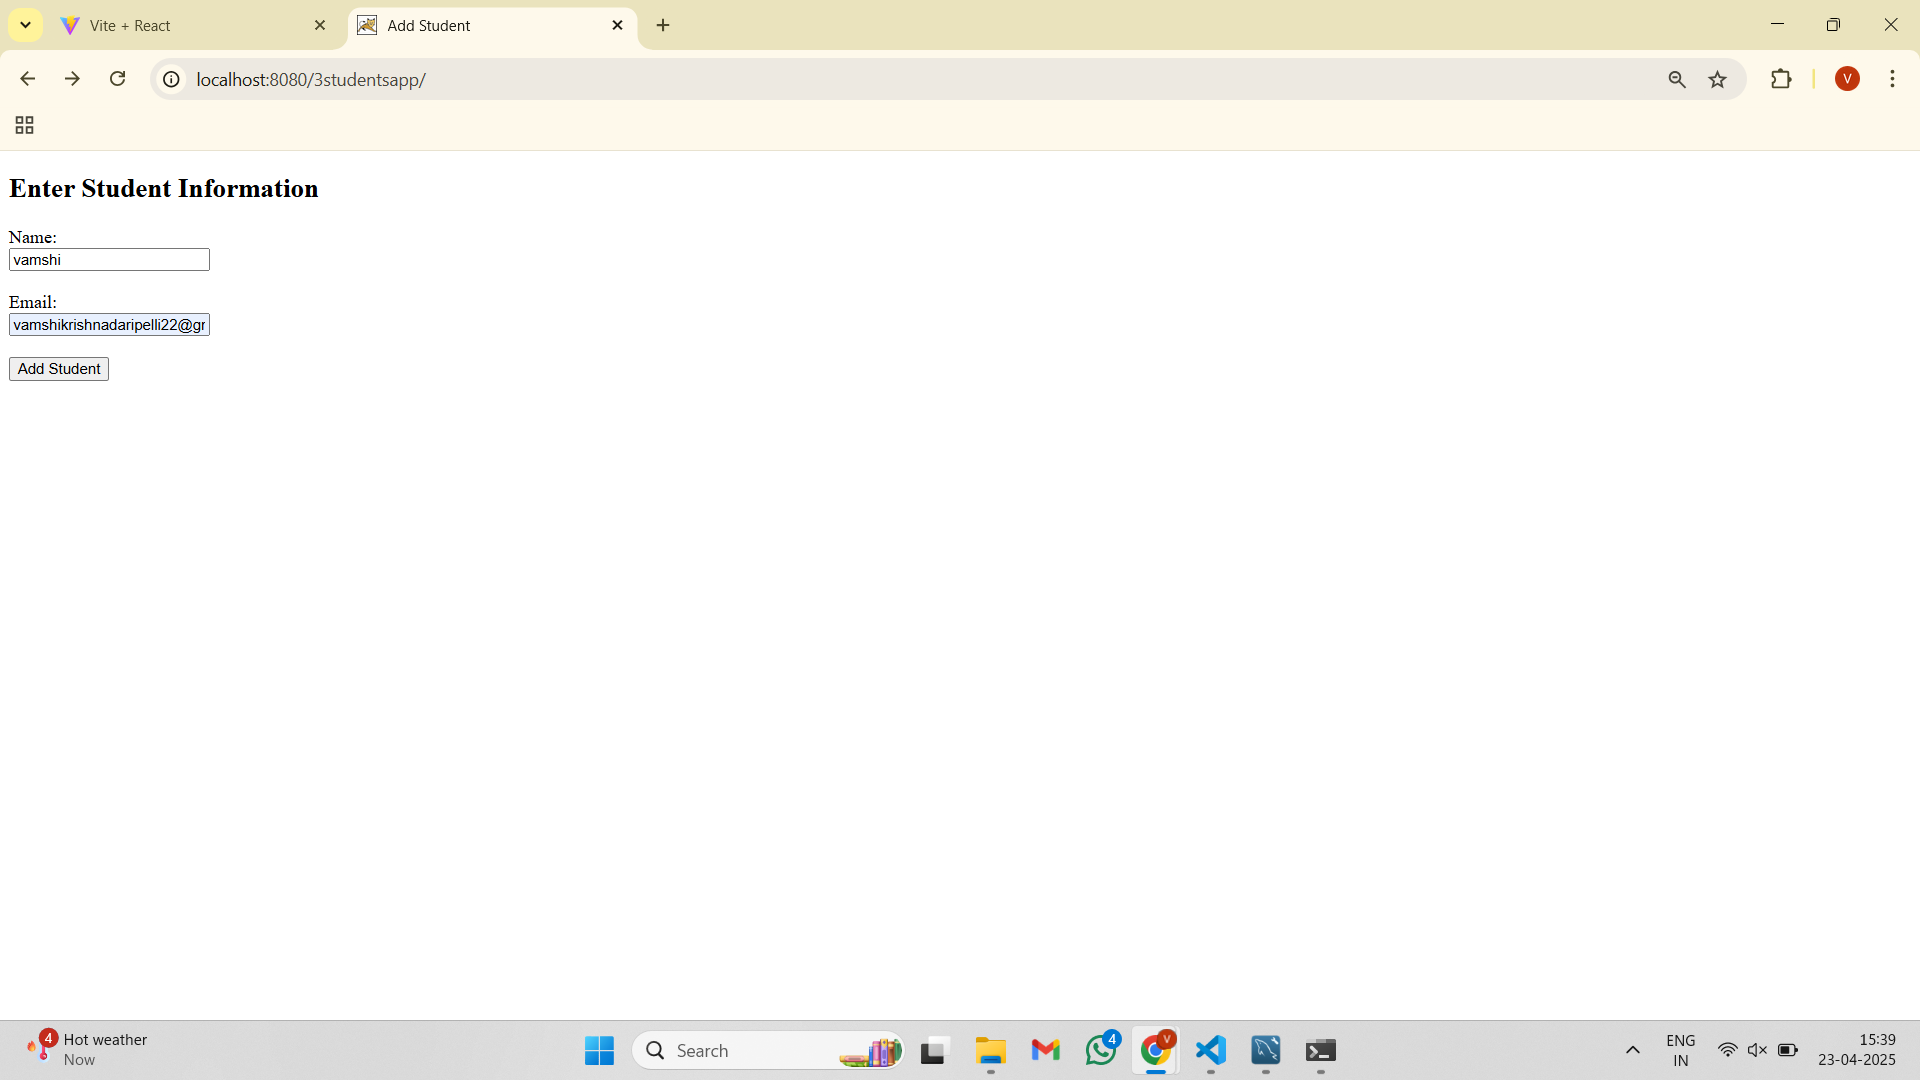 Vite + React
Add Student
localhost:8080/3studentsapp/
V
Enter Student Information
Name:
vamshi
Email:
vamshikrishnadaripelli22@gr
Add Student
4
Hot weather
Now
Search
4
V
ENG
IN
15:39
23-04-2025